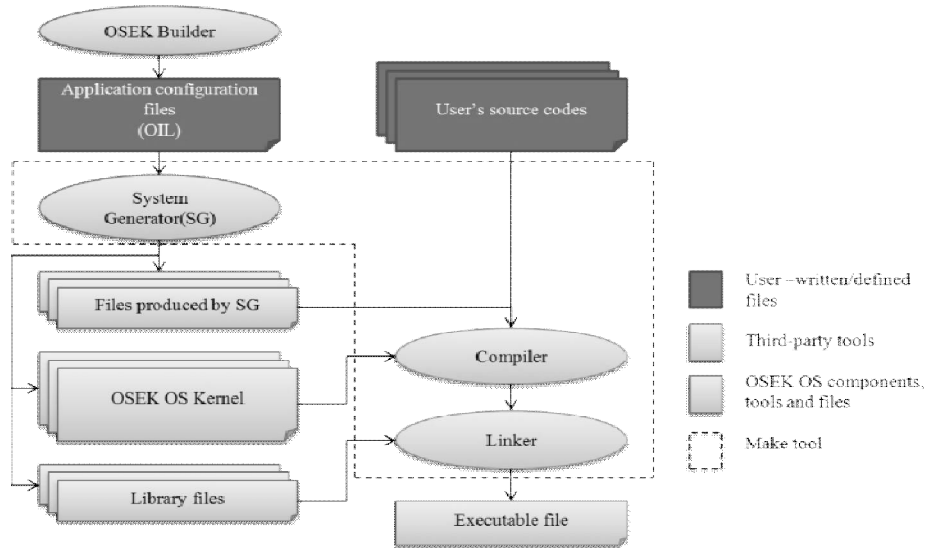 OSEK Builder
Application configuration
files
(OIL)
User's source codes
System
Generator(SG)
Files produced by SG
OSEK OS Kernel
Library files
Compiler
Linker
Executable file
User –written/defined
files
Third-party tools
OSEK OS components,
tools and files
Make tool